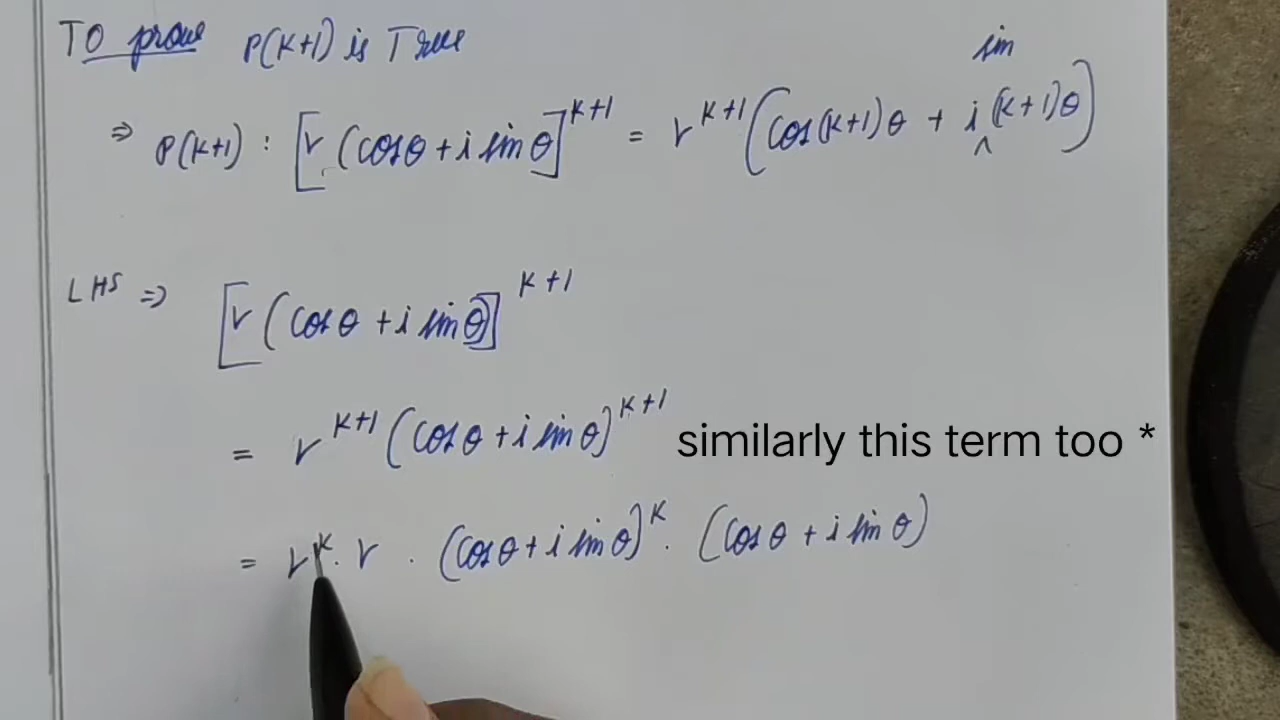 To prove P(K+1) is True
⇒ P(K+1) : [r (cosθ + i sinθ]^{K+1} = r^{K+1} (cos(K+1)θ + i sin (K+1)θ)
LHS ⇒ [r (cosθ + i sinθ)]^{K+1}
= r^{K+1} (cosθ + i sinθ)^{K+1} similarly this term too *
= r^K . r . (cosθ + i sinθ)^K . (cosθ + i sinθ)